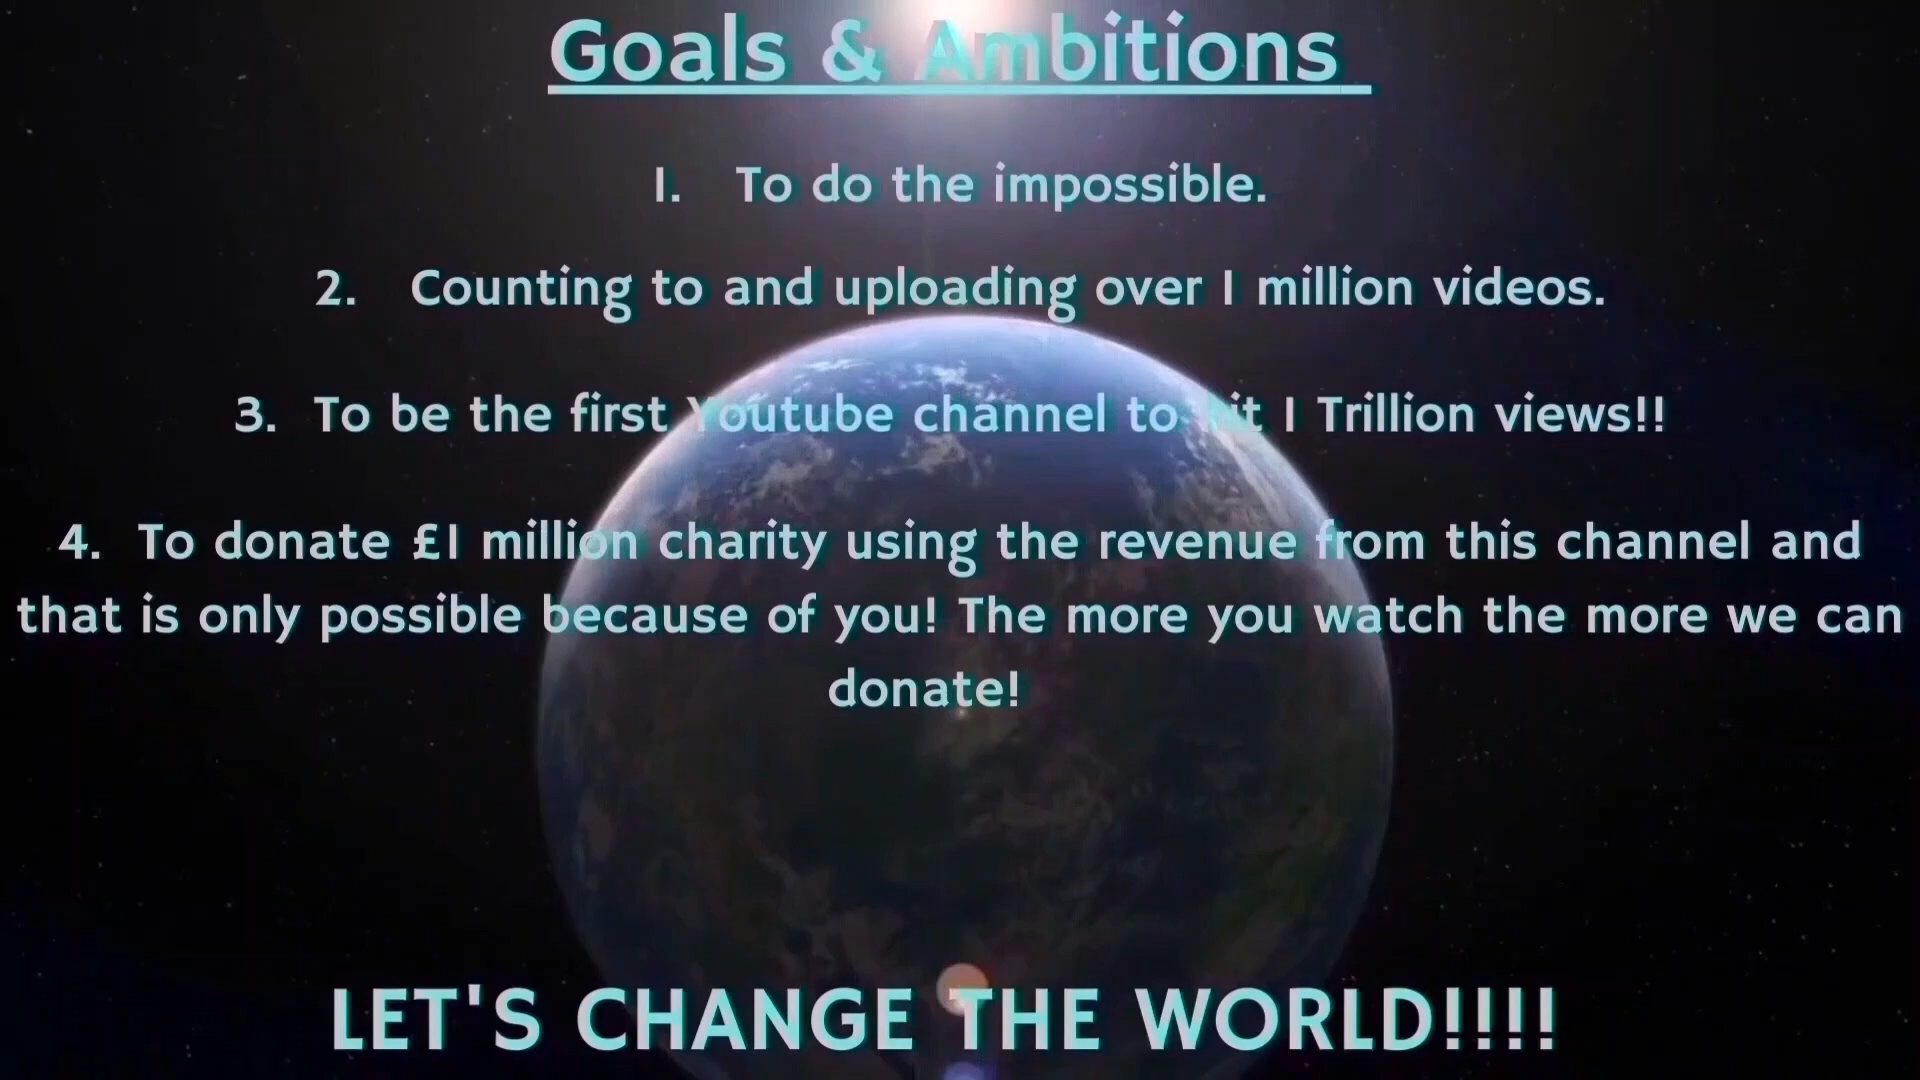 Goals & Ambitions
1. To do the impossible.
2. Counting to and uploading over 1 million videos.
3. To be the first Youtube channel to hit 1 Trillion views!!
4. To donate £1 million charity using the revenue from this channel and
that is only possible because of you! The more you watch the more we can
donate!
LET'S CHANGE THE WORLD!!!!